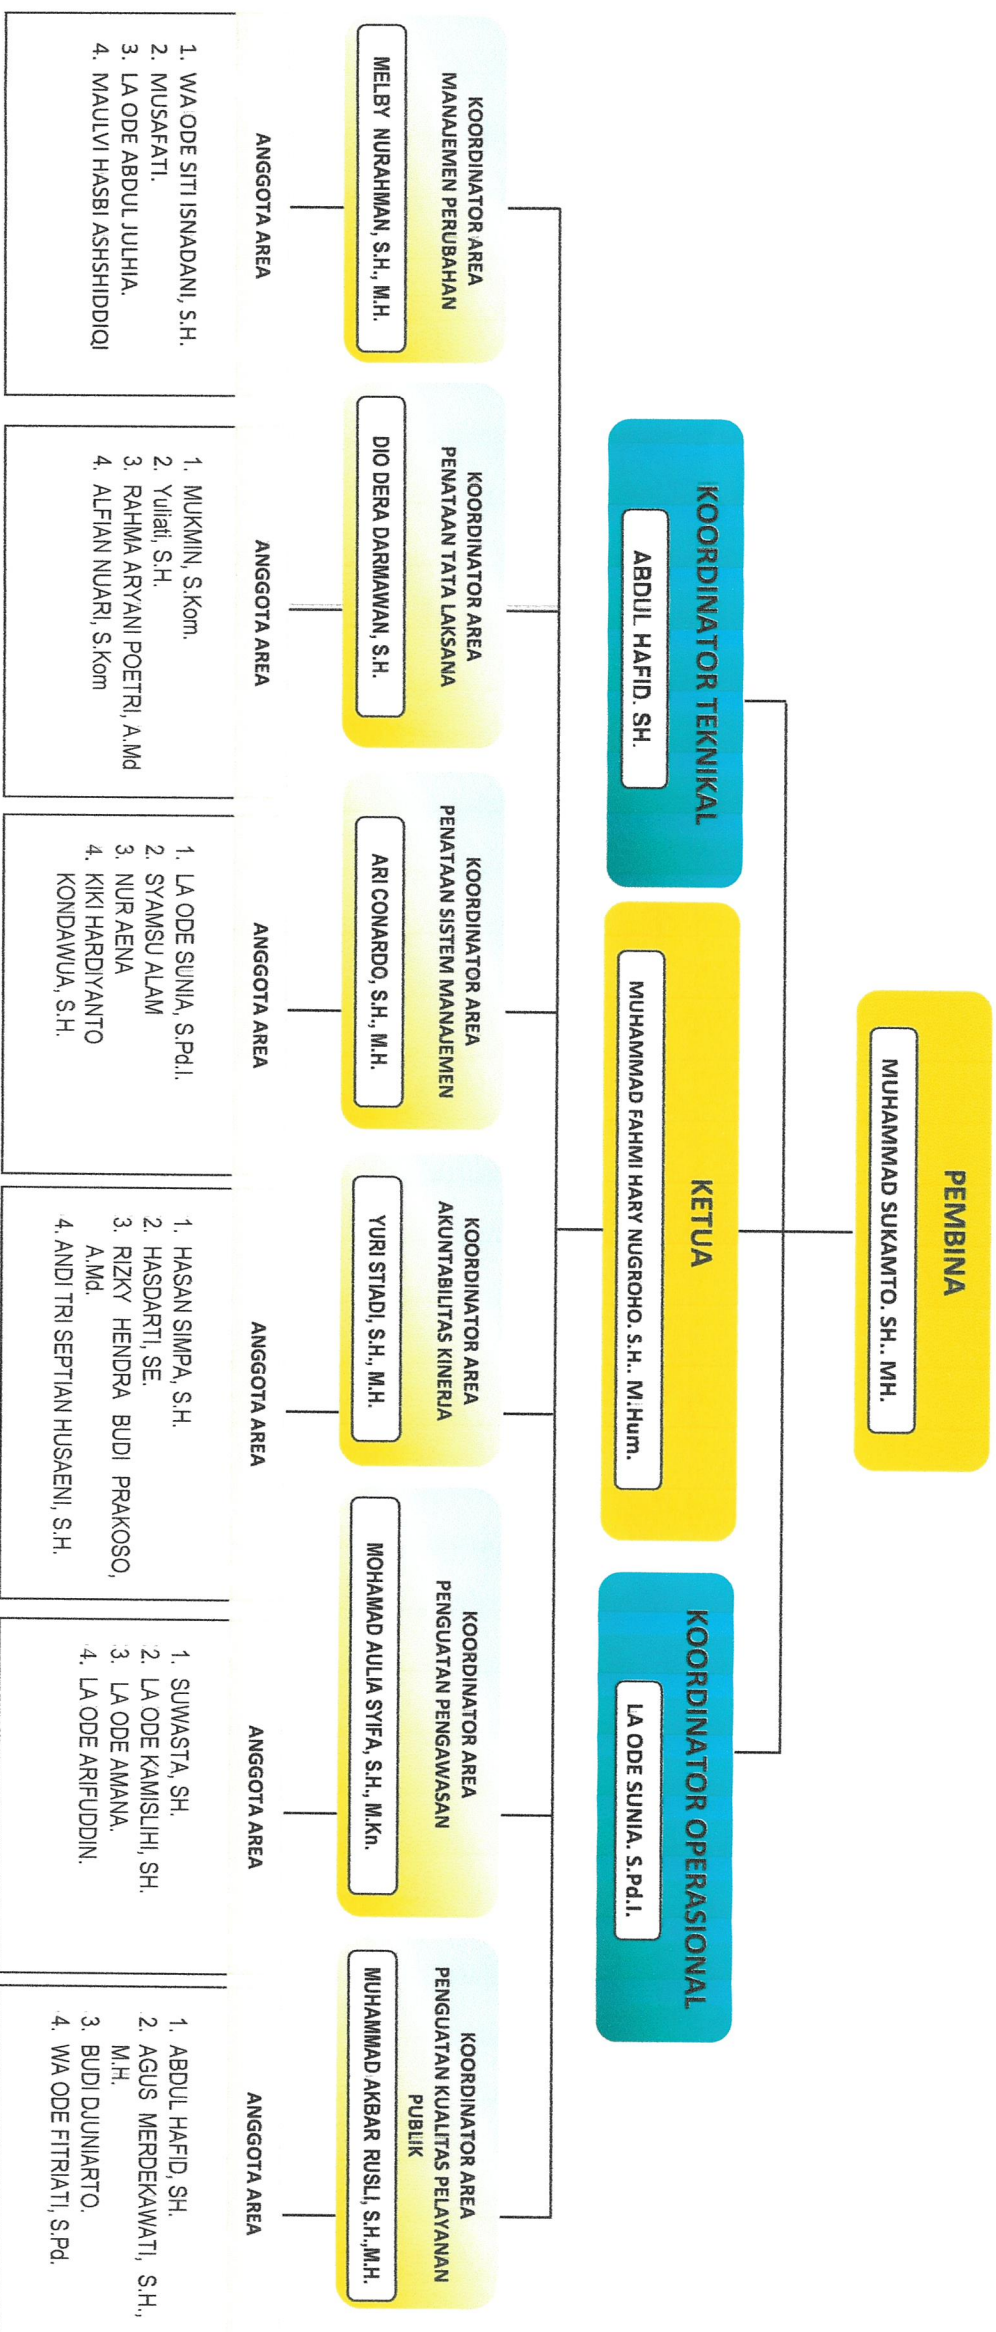 PEMBINA
MUHAMMAD SUKAMTO. SH.. MH.
KOORDINATOR TEKNIKAL
ABDUL HAFID. SH.
KETUA
MUHAMMAD FAHMI HARY NUGROHO. S.H.. M.Hum.
KOORDINATOR OPERASIONAL
LA ODE SUNIA. S.Pd.I.
KOORDINATOR AREA
MANAJEMEN PERUBAHAN
MELBY NURAHMAN, S.H., M.H.
ANGGOTA AREA
1. WA ODE SITI ISNADANI, S.H.
2. MUSAFATI.
3. LA ODE ABDUL JULHIA.
4. MAULVI HASBI ASHSHIDDIQI
KOORDINATOR AREA
PENATAAN TATA LAKSANA
DIO DERA DARMAWAN, S.H.
ANGGOTA AREA
1. MUKMIN, S.Kom.
2. Yuliati, S.H.
3. RAHMA ARYANI POETRI, A.Md
4. ALFIAN NUARI, S.Kom
KOORDINATOR AREA
PENATAAN SISTEM MANAJEMEN
ARI CONARDO, S.H., M.H.
ANGGOTA AREA
1. LA ODE SUNIA, S.Pd.I.
2. SYAMSU ALAM
3. NUR AENA
4. KIKI HARDIYANTO
KONDAWUA, S.H.
KOORDINATOR AREA
AKUNTABILITAS KINERJA
YURI STIADI, S.H., M.H.
ANGGOTA AREA
1. HASAN SIMPA, S.H.
2. HASDARTI, SE.
3. RIZKY HENDRA BUDI PRAKOSO,
A.Md.
4. ANDI TRI SEPTIAN HUSAENI, S.H.
KOORDINATOR AREA
PENGUATAN PENGAWASAN
MOHAMAD AULIA SYIFA, S.H., M.Kn.
ANGGOTA AREA
1. SUWASTA, SH.
2. LA ODE KAMISLIHI, SH.
3. LA ODE AMANA.
4. LA ODE ARIFUDDIN.
KOORDINATOR AREA
PENGUATAN KUALITAS PELAYANAN
PUBLIK
MUHAMMAD AKBAR RUSLI, S.H.,M.H.
ANGGOTA AREA
1. ABDUL HAFID, SH.
2. AGUS MERDEKAWATI, S.H.,
M.H.
3. BUDI DJUNIARTO.
4. WA ODE FITRIATI, S.Pd.